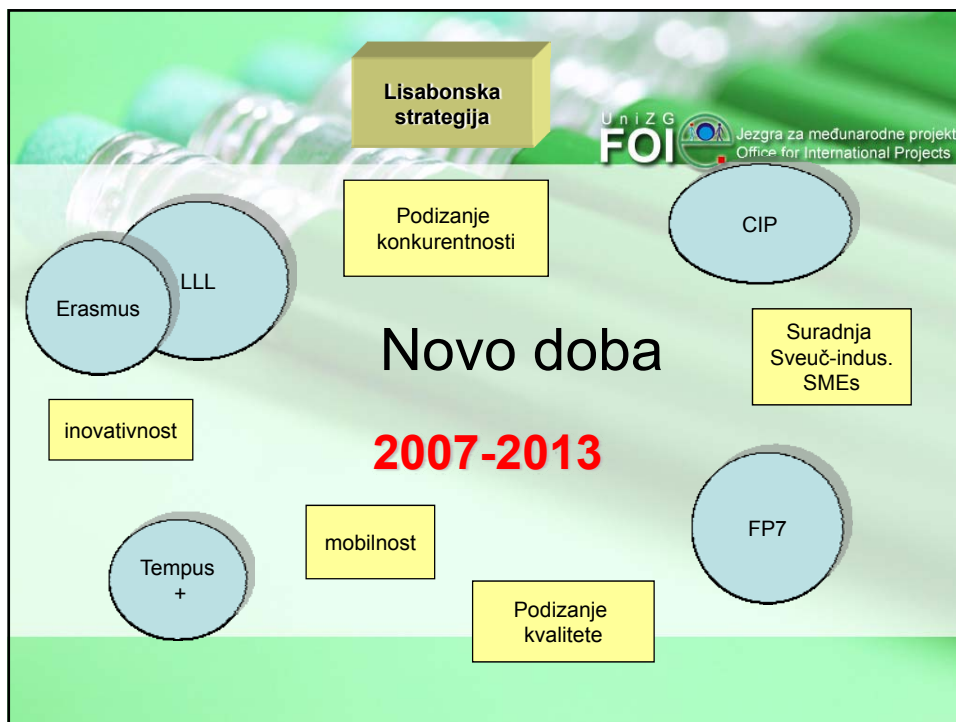 Lisabonska
strategija
UniZG
FOI
Jezgra za međunarodne projekt
Office for International Projects
Podizanje
konkurentnosti
CIP
LLL
Erasmus
Novo doba
Suradnja
Sveuč-indus.
SMEs
inovativnost
2007-2013
mobilnost
FP7
Tempus
+
Podizanje
kvalitete